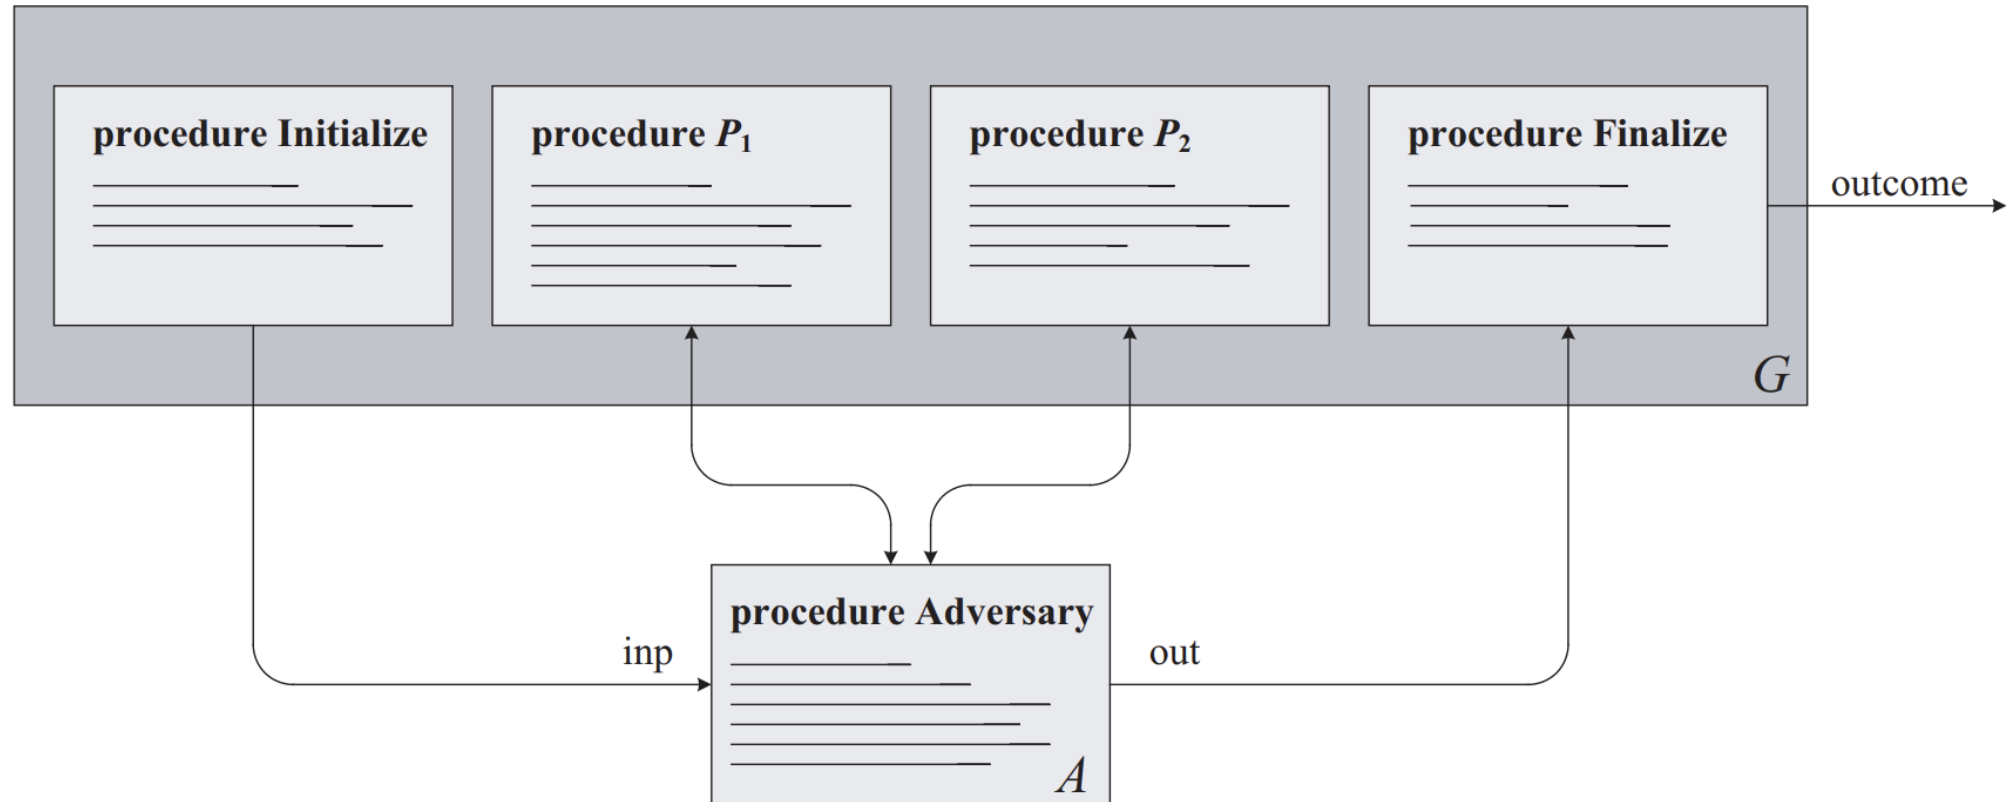 procedure Initialize
procedure P₁
procedure P₂
procedure Finalize
outcome
G
procedure Adversary
inp
out
A